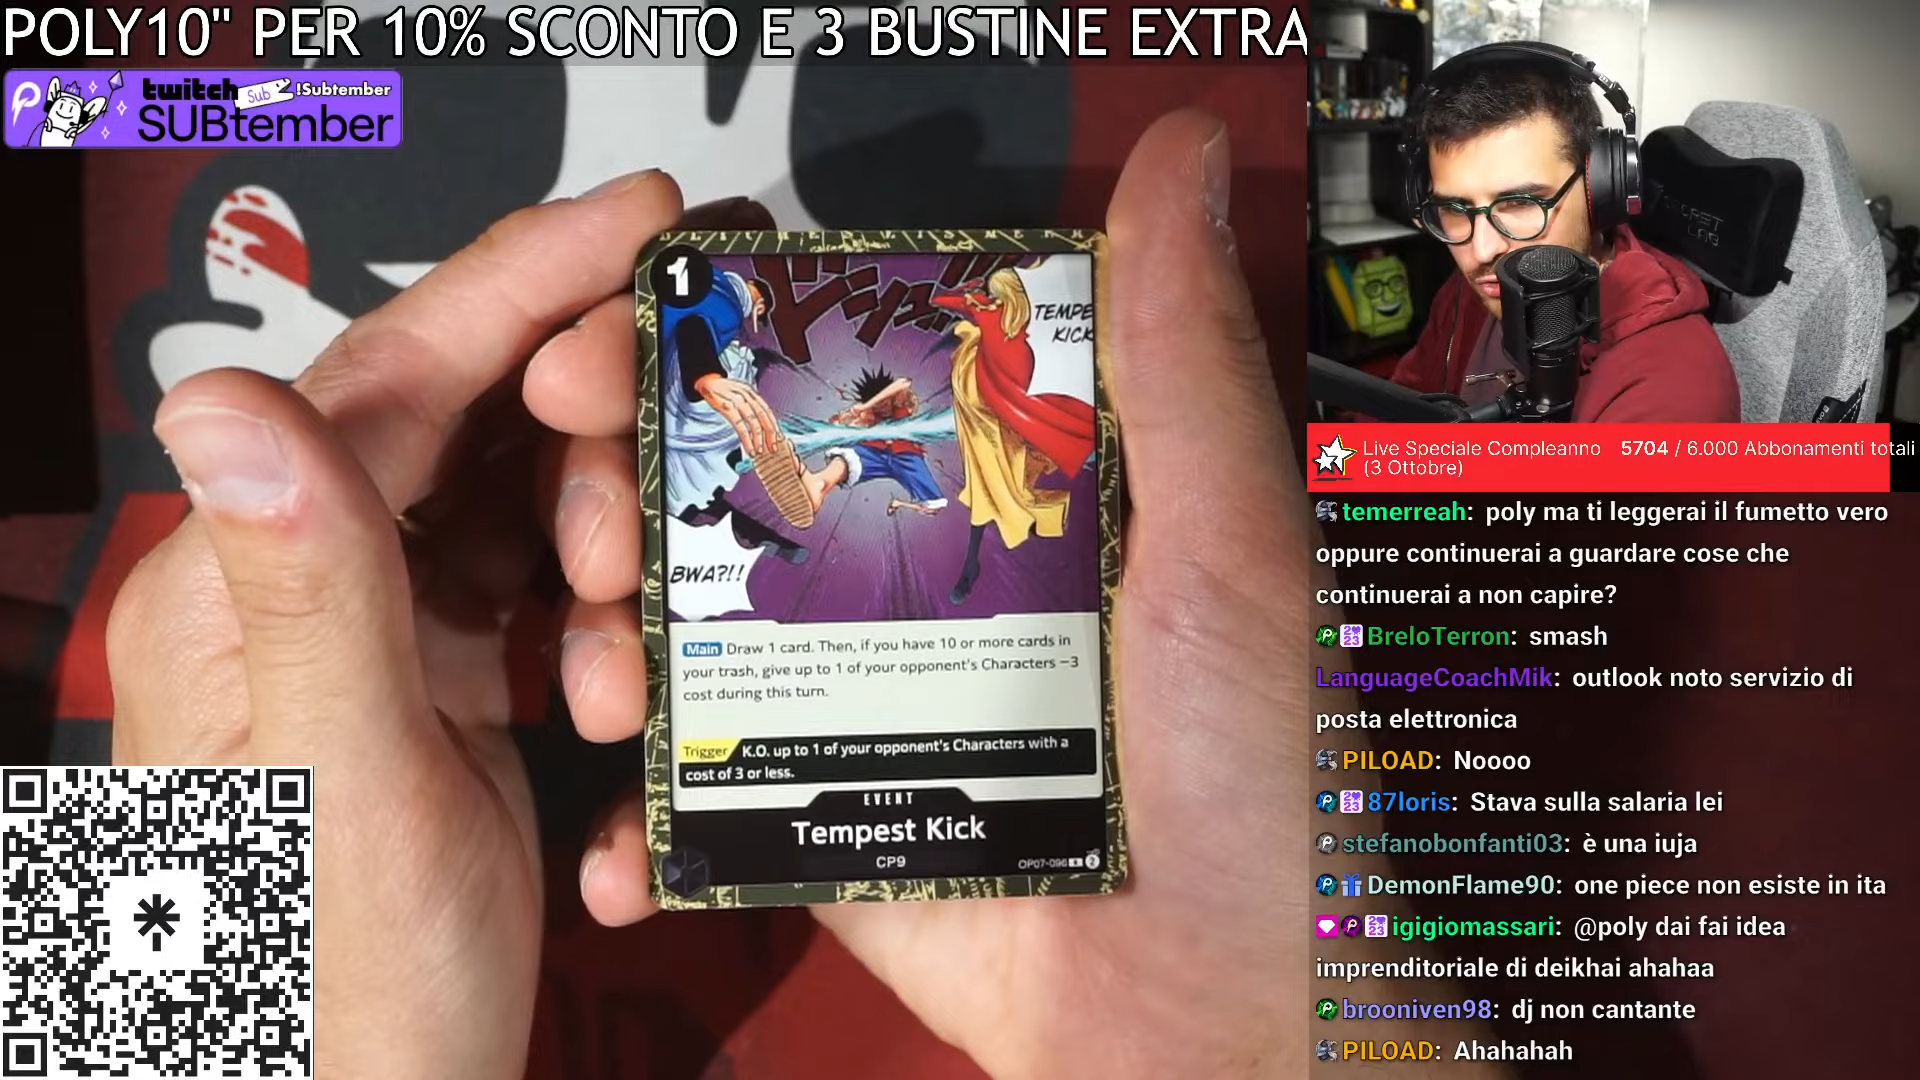 POLY10" PER 10% SCONTO E 3 BUSTINE EXTRA
twitch Sub !Subtember
SUBtember
1
TEMPE
KICK
BWA?!!
Main Draw 1 card. Then, if you have 10 or more cards in
your trash, give up to 1 of your opponent's Characters −3
cost during this turn.
Trigger K.O. up to 1 of your opponent's Characters with a
cost of 3 or less.
EVENT
Tempest Kick
CP9
OP07-096
Live Speciale Compleanno 5704 / 6.000 Abbonamenti totali
(3 Ottobre)
temerreah: poly ma ti leggerai il fumetto vero
oppure continuerai a guardare cose che
continuerai a non capire?
BreloTerron: smash
LanguageCoachMik: outlook noto servizio di
posta elettronica
PILOAD: Noooo
87loris: Stava sulla salaria lei
stefanobonfanti03: è una iuja
DemonFlame90: one piece non esiste in ita
igigiomassari: @poly dai fai idea
imprenditoriale di deikhai ahahaa
brooniven98: dj non cantante
PILOAD: Ahahahah